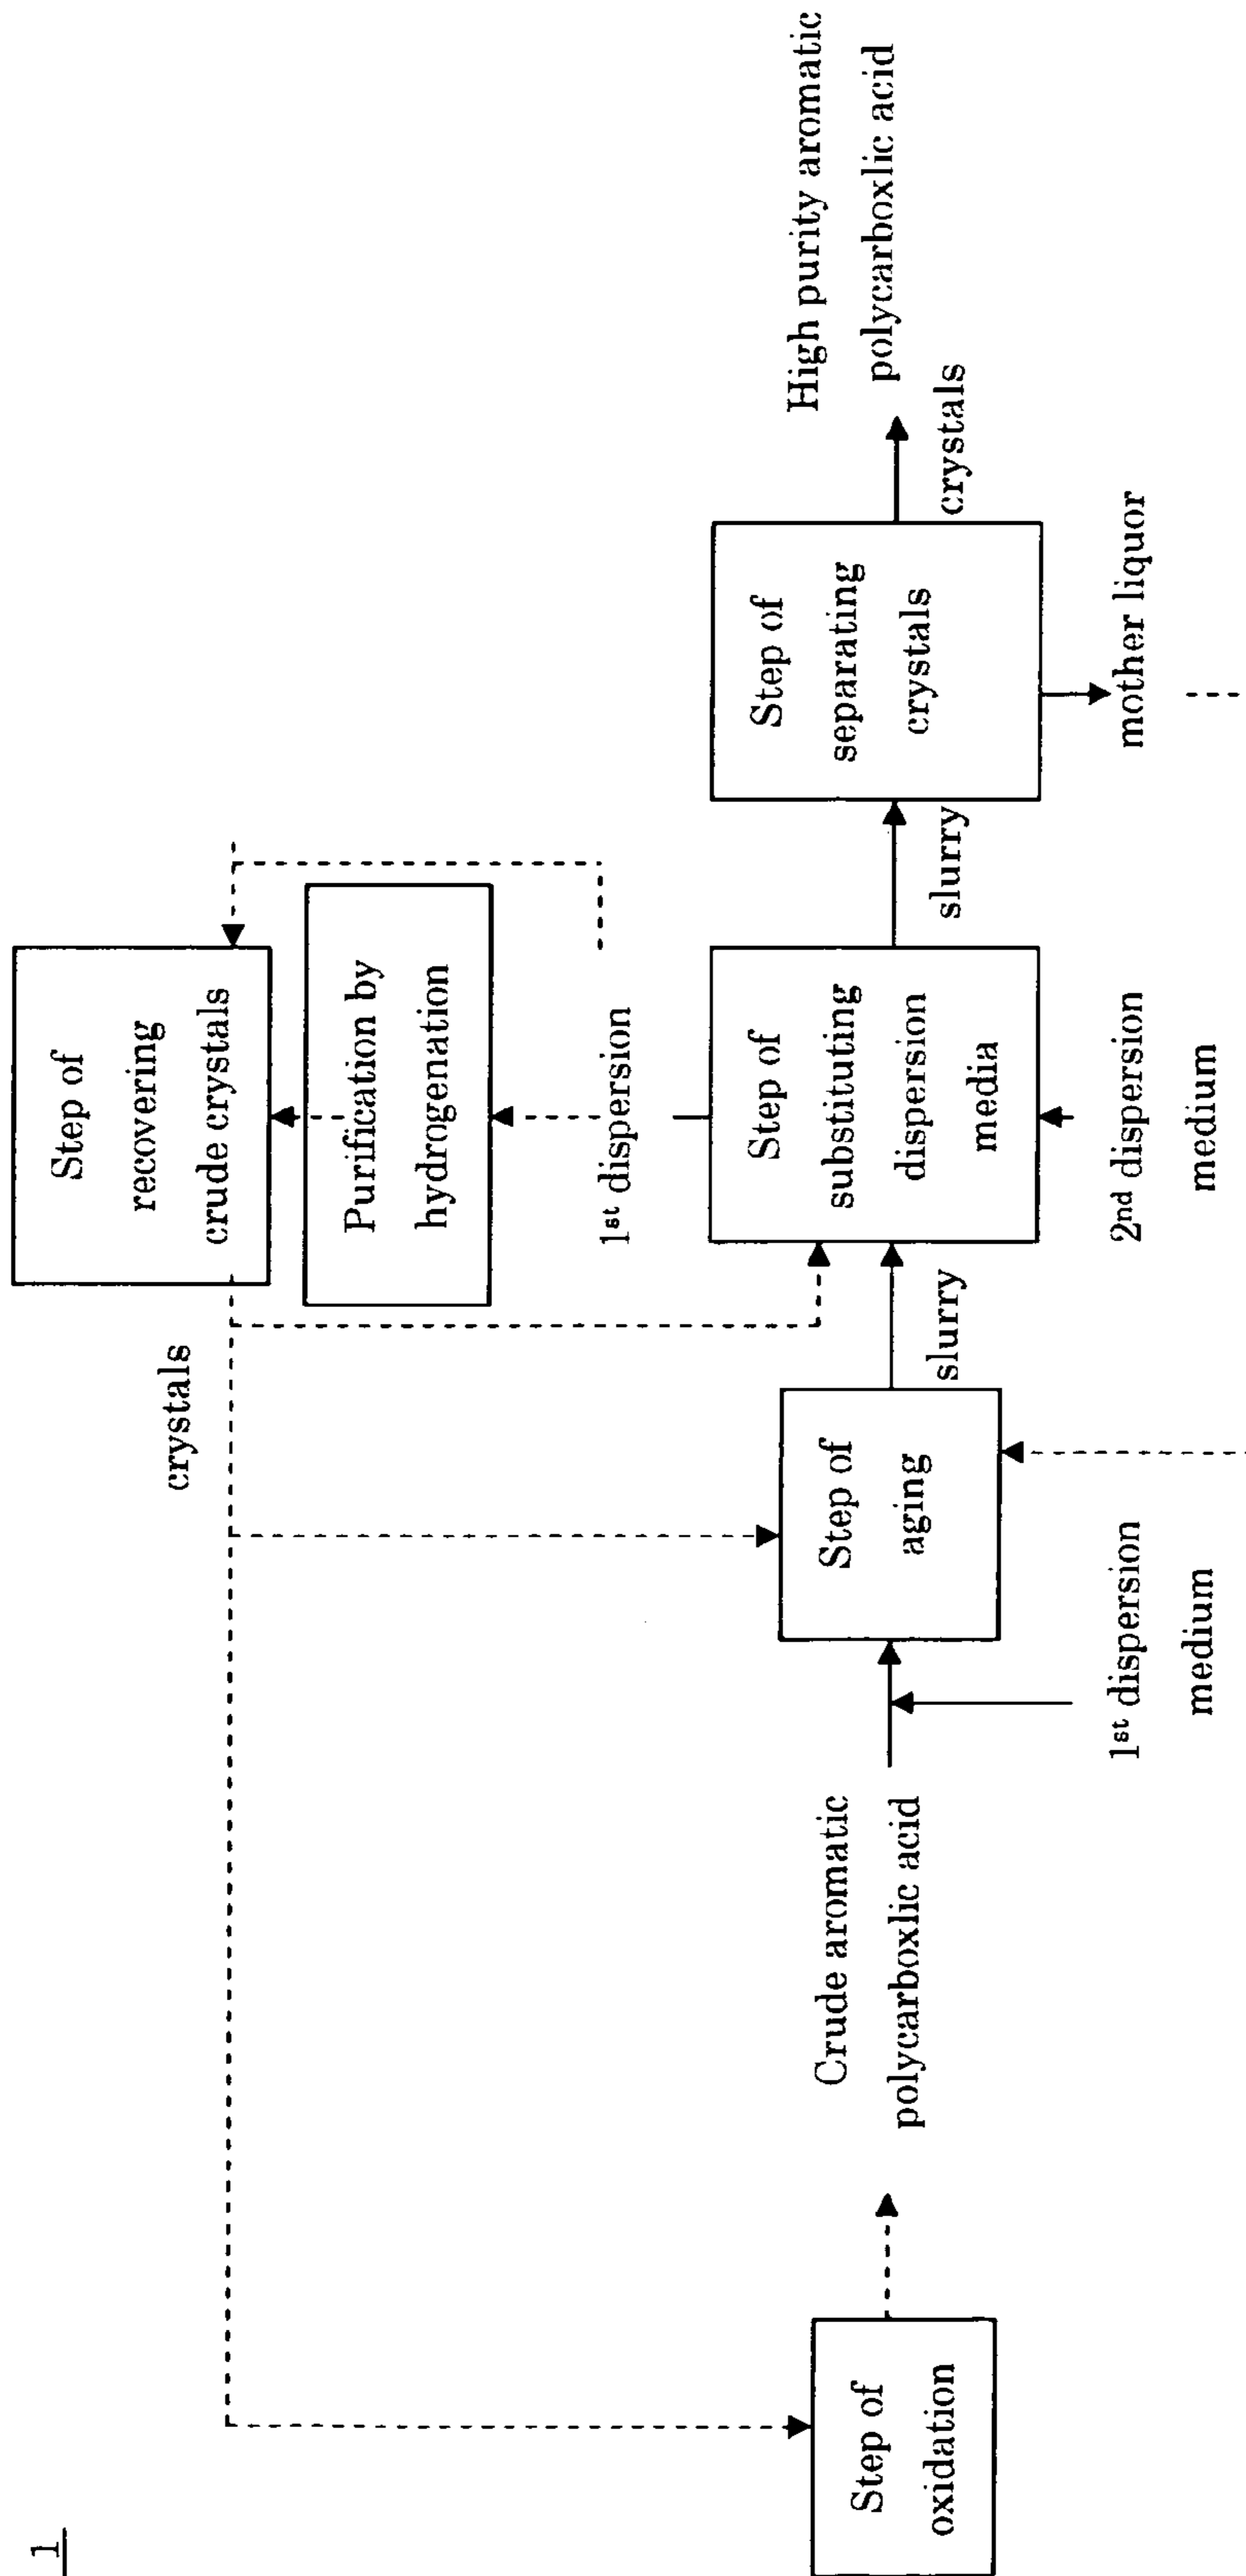 1
Step of
recovering
crude crystals
crystals
Purification by
hydrogenation
1st dispersion
Step of
oxidation
Crude aromatic
polycarboxlic acid
1st dispersion
medium
Step of
aging
slurry
Step of
substituting
dispersion
media
2nd dispersion
medium
slurry
Step of
separating
crystals
mother liquor
crystals
High purity aromatic
polycarboxlic acid